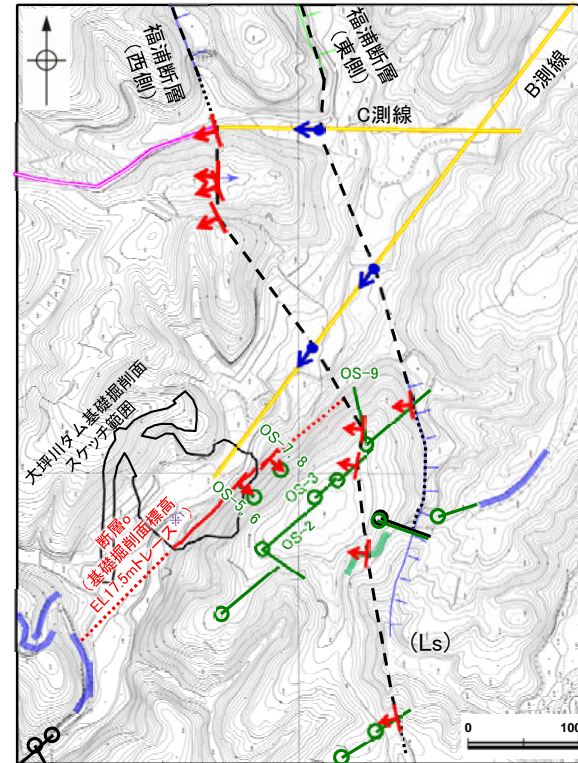 福浦断層
(西側)
福浦断層
(東側)
B測線
C測線
大坪川ダム基礎掘削面
スケッチ範囲
OS-9
OS-7, 8
OS-5, 6
OS-3
OS-2
断層o
(基礎掘削面標高
EL17.5mトレース※1)
(Ls)
0 100